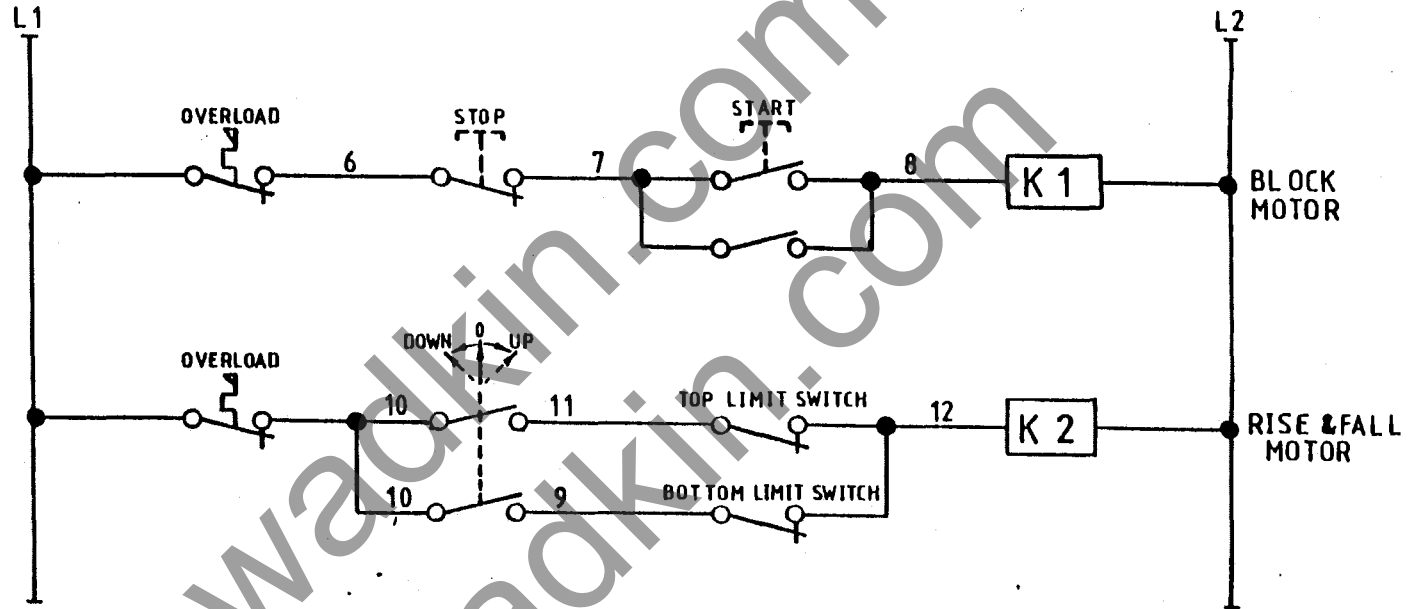 L1
L2
OVERLOAD
STOP
START
6
7
8
K 1
BLOCK
MOTOR
DOWN
0
UP
OVERLOAD
10
11
TOP LIMIT SWITCH
12
K 2
RISE & FALL
MOTOR
10
9
BOTTOM LIMIT SWITCH
wadkin.com
wadkin.com